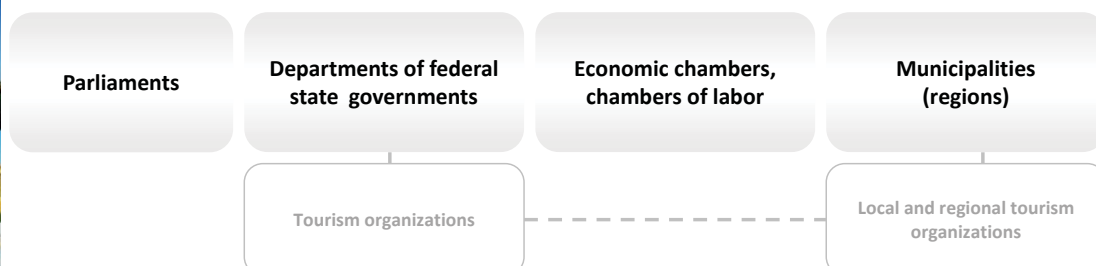 Parliaments
Departments of federal
state governments
Economic chambers,
chambers of labor
Municipalities
(regions)
Tourism organizations
Local and regional tourism
organizations